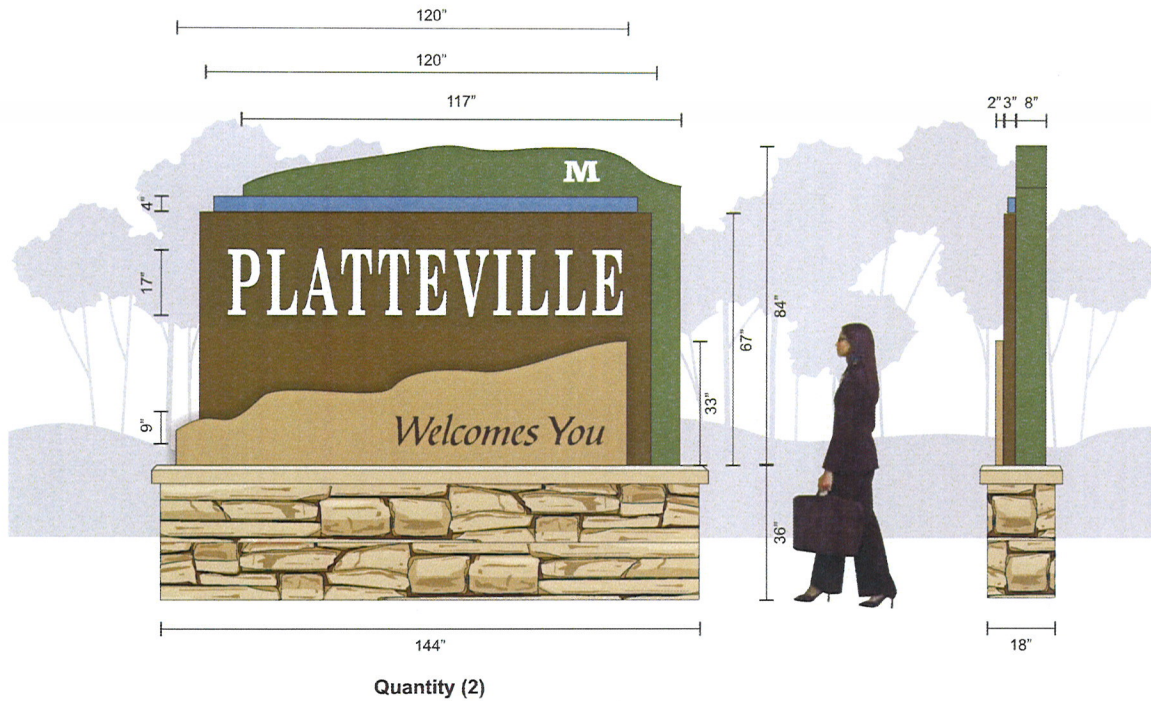 120”
120”
117”
2” 3” 8”
M
4”
17”
PLATTEVILLE
84”
67”
33”
9”
Welcomes You
36”
144”
18”
Quantity (2)